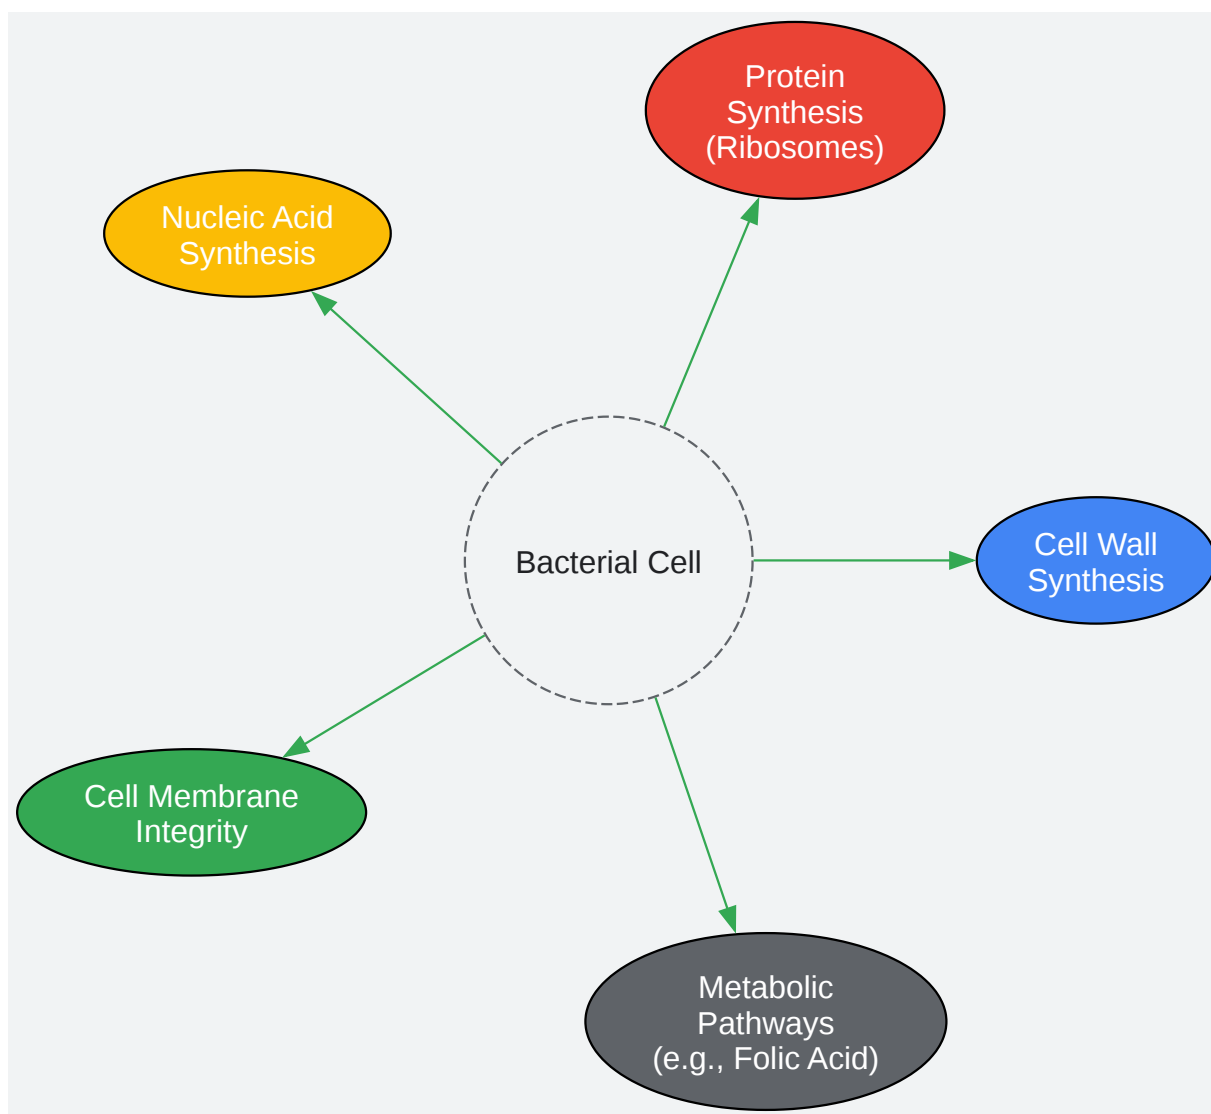 Protein
Synthesis
(Ribosomes)
Nucleic Acid
Synthesis
Bacterial Cell
Cell Wall
Synthesis
Cell Membrane
Integrity
Metabolic
Pathways
(e.g., Folic Acid)